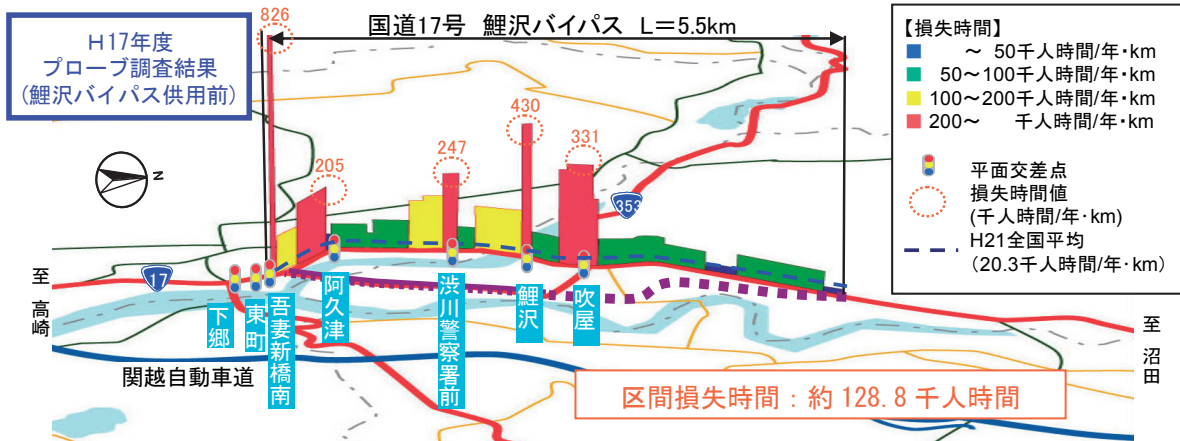 H17年度
プローブ調査結果
(鯉沢バイパス供用前)
826
国道17号 鯉沢バイパス L=5.5km
205
247
430
331
353
17
N
【損失時間】
～ 50千人時間/年・km
50～100千人時間/年・km
100～200千人時間/年・km
200～ 千人時間/年・km
平面交差点
損失時間値
(千人時間/年・km)
H21全国平均
(20.3千人時間/年・km)
至 高崎
下郷
東町
吾妻新橋南
阿久津
渋川警察署前
鯉沢
吹屋
至 沼田
関越自動車道
区間損失時間：約 128.8 千人時間